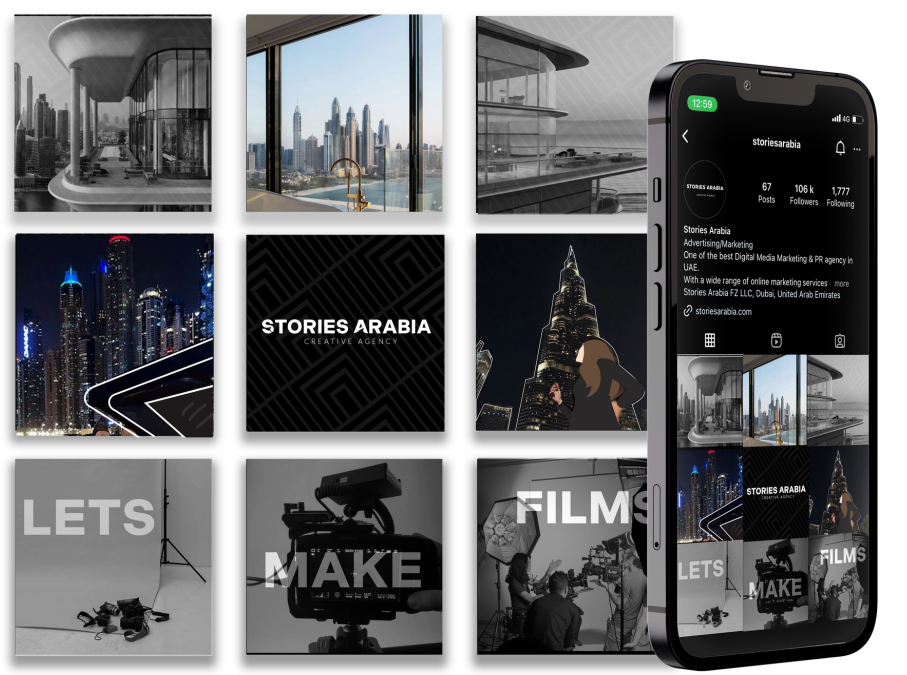 STORIES ARABIA
CREATIVE AGENCY
LETS
MAKE
FILMS
12:59
4G
storiesarabia
STORIES ARABIA
67
106 k
1,777
Posts
Followers
Following
Stories Arabia
Advertising/Marketing
One of the best Digital Media Marketing & PR agency in
UAE.
With a wide range of online marketing services more
Stories Arabia FZ LLC, Dubai, United Arab Emirates
storiesarabia.com
STORIES ARABIA
CREATIVE AGENCY
LETS
MAKE
FILMS